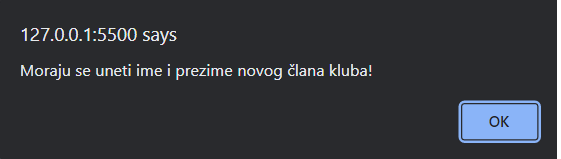 127.0.0.1:5500 says
Moraju se uneti ime i prezime novog člana kluba!
OK